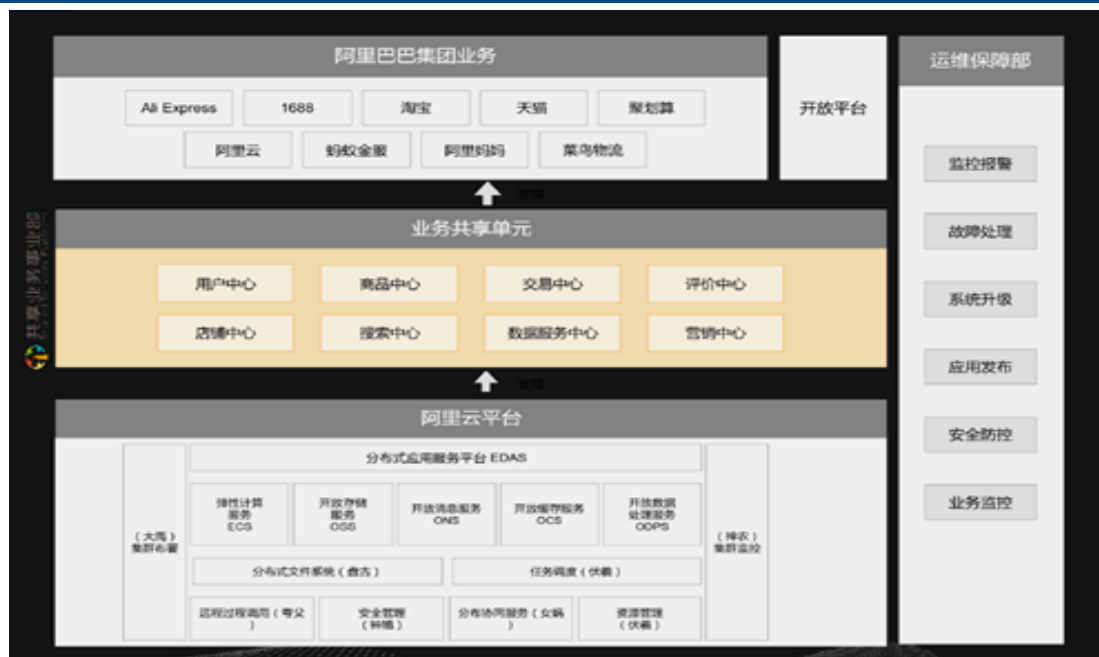 阿里巴巴集团业务
Ali Express
1688
淘宝
天猫
聚划算
阿里云
蚂蚁金服
阿里妈妈
菜鸟物流
开放平台
支撑
业务共享单元
用户中心
商品中心
交易中心
评价中心
店铺中心
搜索中心
数据服务中心
营销中心
共享业务事业部
支撑
阿里云平台
(大禹)
集群布署
分布式应用服务平台 EDAS
弹性计算
服务
ECS
开放存储
服务
OSS
开放消息服务
ONS
开放缓存服务
OCS
开放数据
处理服务
ODPS
分布式文件系统(盘古)
任务调度(伏羲)
远程过程调用(夸父
)
安全管理
(钟馗)
分布协同服务(女娲
)
资源管理
(伏羲)
(神农)
集群监控
运维保障部
监控报警
故障处理
系统升级
应用发布
安全防控
业务监控